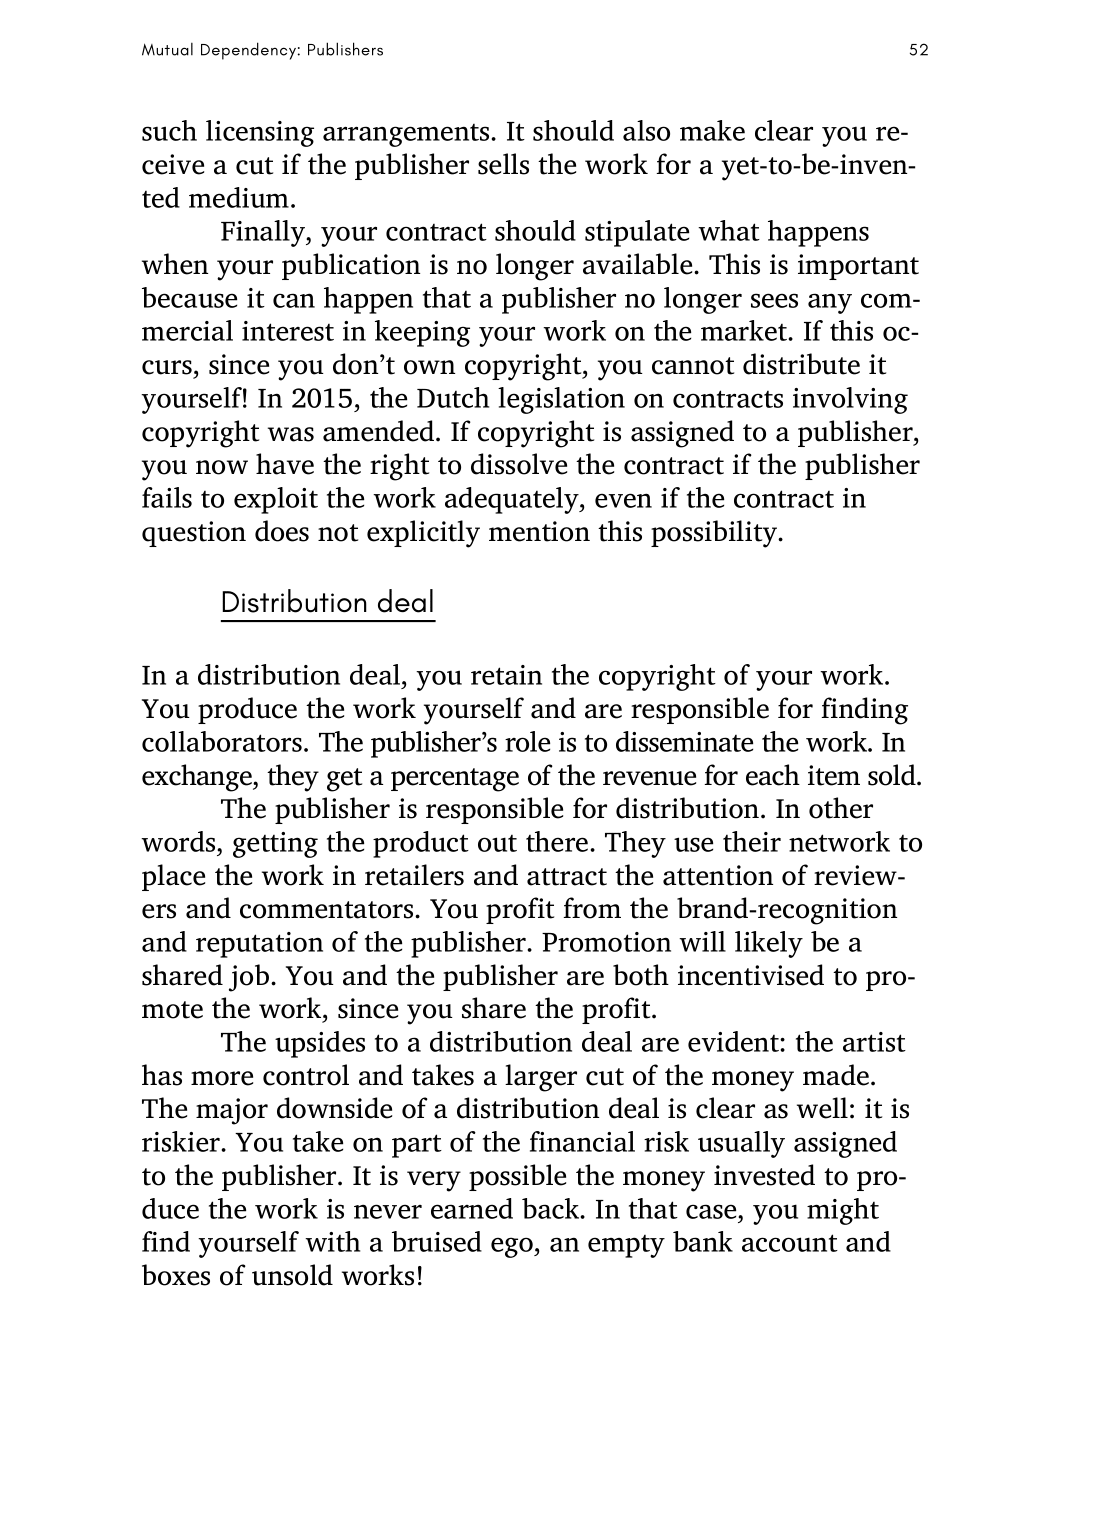 Mutual Dependency: Publishers 52
such licensing arrangements. It should also make clear you re-
ceive a cut if the publisher sells the work for a yet-to-be-inven-
ted medium.
Finally, your contract should stipulate what happens
when your publication is no longer available. This is important
because it can happen that a publisher no longer sees any com-
mercial interest in keeping your work on the market. If this oc-
curs, since you don’t own copyright, you cannot distribute it
yourself! In 2015, the Dutch legislation on contracts involving
copyright was amended. If copyright is assigned to a publisher,
you now have the right to dissolve the contract if the publisher
fails to exploit the work adequately, even if the contract in
question does not explicitly mention this possibility.
Distribution deal
In a distribution deal, you retain the copyright of your work.
You produce the work yourself and are responsible for finding
collaborators. The publisher’s role is to disseminate the work. In
exchange, they get a percentage of the revenue for each item sold.
The publisher is responsible for distribution. In other
words, getting the product out there. They use their network to
place the work in retailers and attract the attention of review-
ers and commentators. You profit from the brand-recognition
and reputation of the publisher. Promotion will likely be a
shared job. You and the publisher are both incentivised to pro-
mote the work, since you share the profit.
The upsides to a distribution deal are evident: the artist
has more control and takes a larger cut of the money made.
The major downside of a distribution deal is clear as well: it is
riskier. You take on part of the financial risk usually assigned
to the publisher. It is very possible the money invested to pro-
duce the work is never earned back. In that case, you might
find yourself with a bruised ego, an empty bank account and
boxes of unsold works!